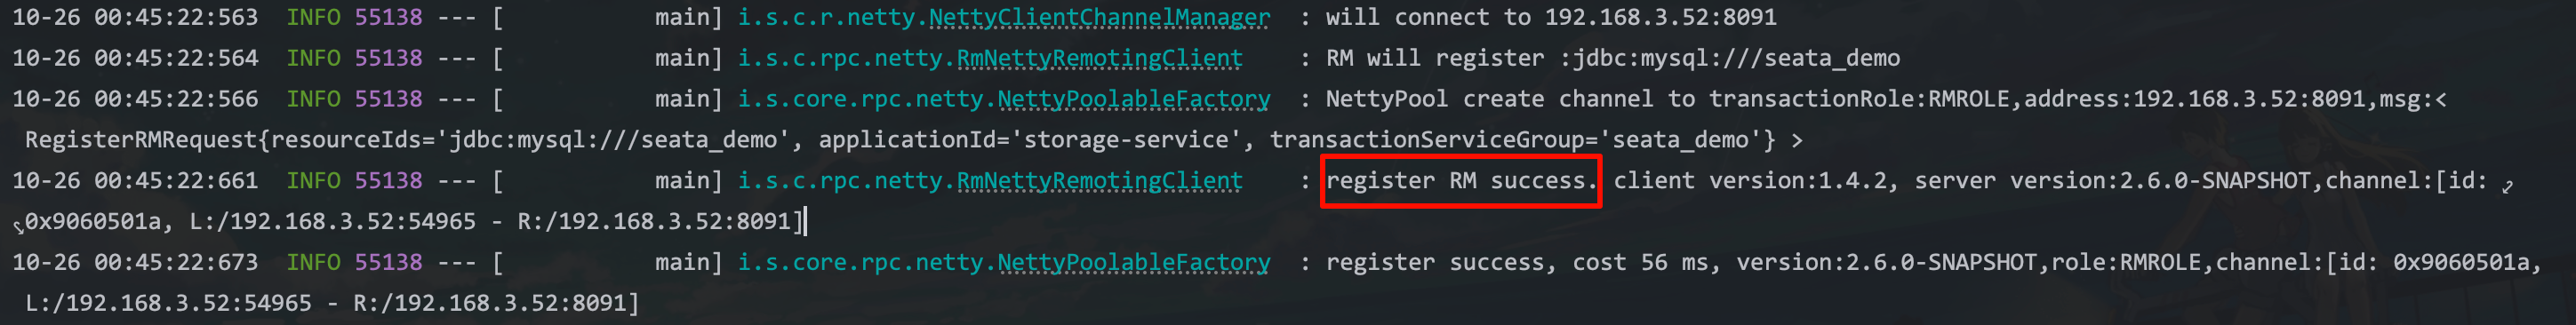 10-26 00:45:22:563  INFO 55138 --- [           main] i.s.c.r.netty.NettyClientChannelManager  : will connect to 192.168.3.52:8091
10-26 00:45:22:564  INFO 55138 --- [           main] i.s.c.rpc.netty.RmNettyRemotingClient    : RM will register :jdbc:mysql:///seata_demo
10-26 00:45:22:566  INFO 55138 --- [           main] i.s.core.rpc.netty.NettyPoolableFactory  : NettyPool create channel to transactionRole:RMROLE,address:192.168.3.52:8091,msg:<
RegisterRMRequest{resourceIds='jdbc:mysql:///seata_demo', applicationId='storage-service', transactionServiceGroup='seata_demo'} >
10-26 00:45:22:661  INFO 55138 --- [           main] i.s.c.rpc.netty.RmNettyRemotingClient    : register RM success. client version:1.4.2, server version:2.6.0-SNAPSHOT,channel:[id:
0x9060501a, L:/192.168.3.52:54965 - R:/192.168.3.52:8091]
10-26 00:45:22:673  INFO 55138 --- [           main] i.s.core.rpc.netty.NettyPoolableFactory  : register success, cost 56 ms, version:2.6.0-SNAPSHOT,role:RMROLE,channel:[id: 0x9060501a,
L:/192.168.3.52:54965 - R:/192.168.3.52:8091]